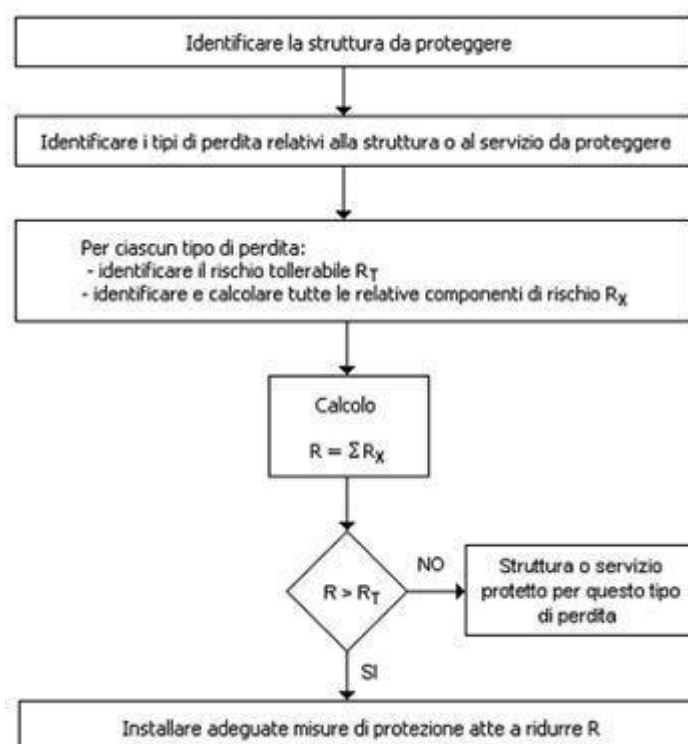 Identificare la struttura da proteggere
Identificare i tipi di perdita relativi alla struttura o al servizio da proteggere
Per ciascun tipo di perdita:
- identificare il rischio tollerabile RT
- identificare e calcolare tutte le relative componenti di rischio RX
Calcolo
R = ΣRX
R > RT
NO
Struttura o servizio
protetto per questo tipo
di perdita
SI
Installare adeguate misure di protezione atte a ridurre R